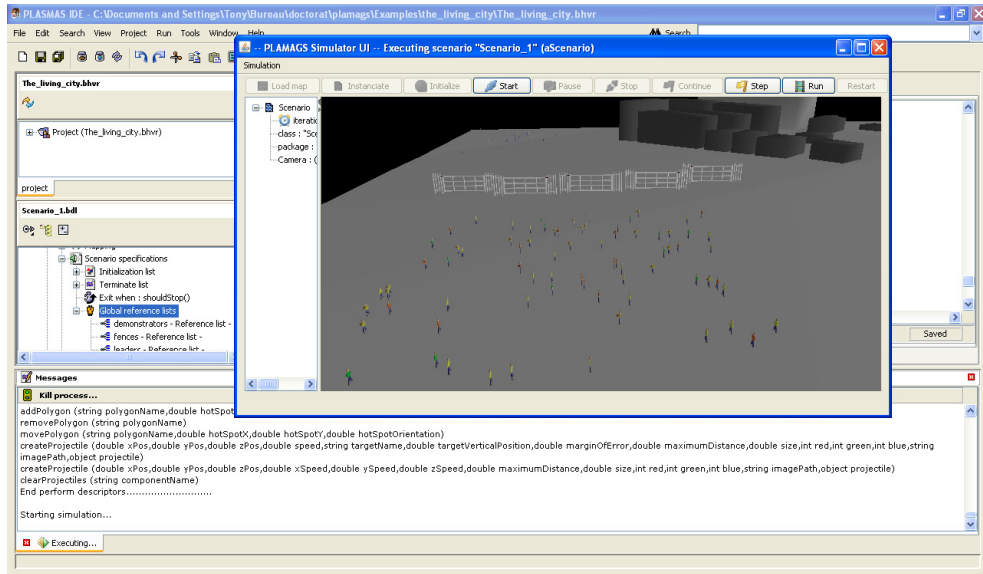 PLASMAS IDE - C:\Documents and Settings\Tony\Bureau\doctorat\plamags\Examples\the_living_city\The_living_city.bhvr
File Edit Search View Project Run Tools Window Help
Search
-- PLAMAGS Simulator UI -- Executing scenario "Scenario_1" (aScenario)
Simulation
Load map Instanciate Initialize Start Pause Stop Continue Step Run Restart
The_living_city.bhvr
Project (The_living_city.bhvr)
project
Scenario
iteratio
class : "Sce
package :
Camera : (
Scenario_1.bdl
Mapping
Scenario specifications
Initialization list
Terminate list
Exit when : shouldStop()
Global reference lists
demonstrators - Reference list -
fences - Reference list -
leaders - Reference list -
Saved
Messages
Kill process...
addPolygon (string polygonName,double hotSpot
removePolygon (string polygonName)
movePolygon (string polygonName,double hotSpotX,double hotSpotY,double hotSpotOrientation)
createProjectile (double xPos,double yPos,double zPos,double speed,string targetName,double targetVerticalPosition,double marginOfError,double maximumDistance,double size,int red,int green,int blue,string
imagePath,object projectile)
createProjectile (double xPos,double yPos,double zPos,double xSpeed,double ySpeed,double zSpeed,double maximumDistance,double size,int red,int green,int blue,string imagePath,object projectile)
clearProjectiles (string componentName)
End perform descriptors...........................
Starting simulation...
Executing...